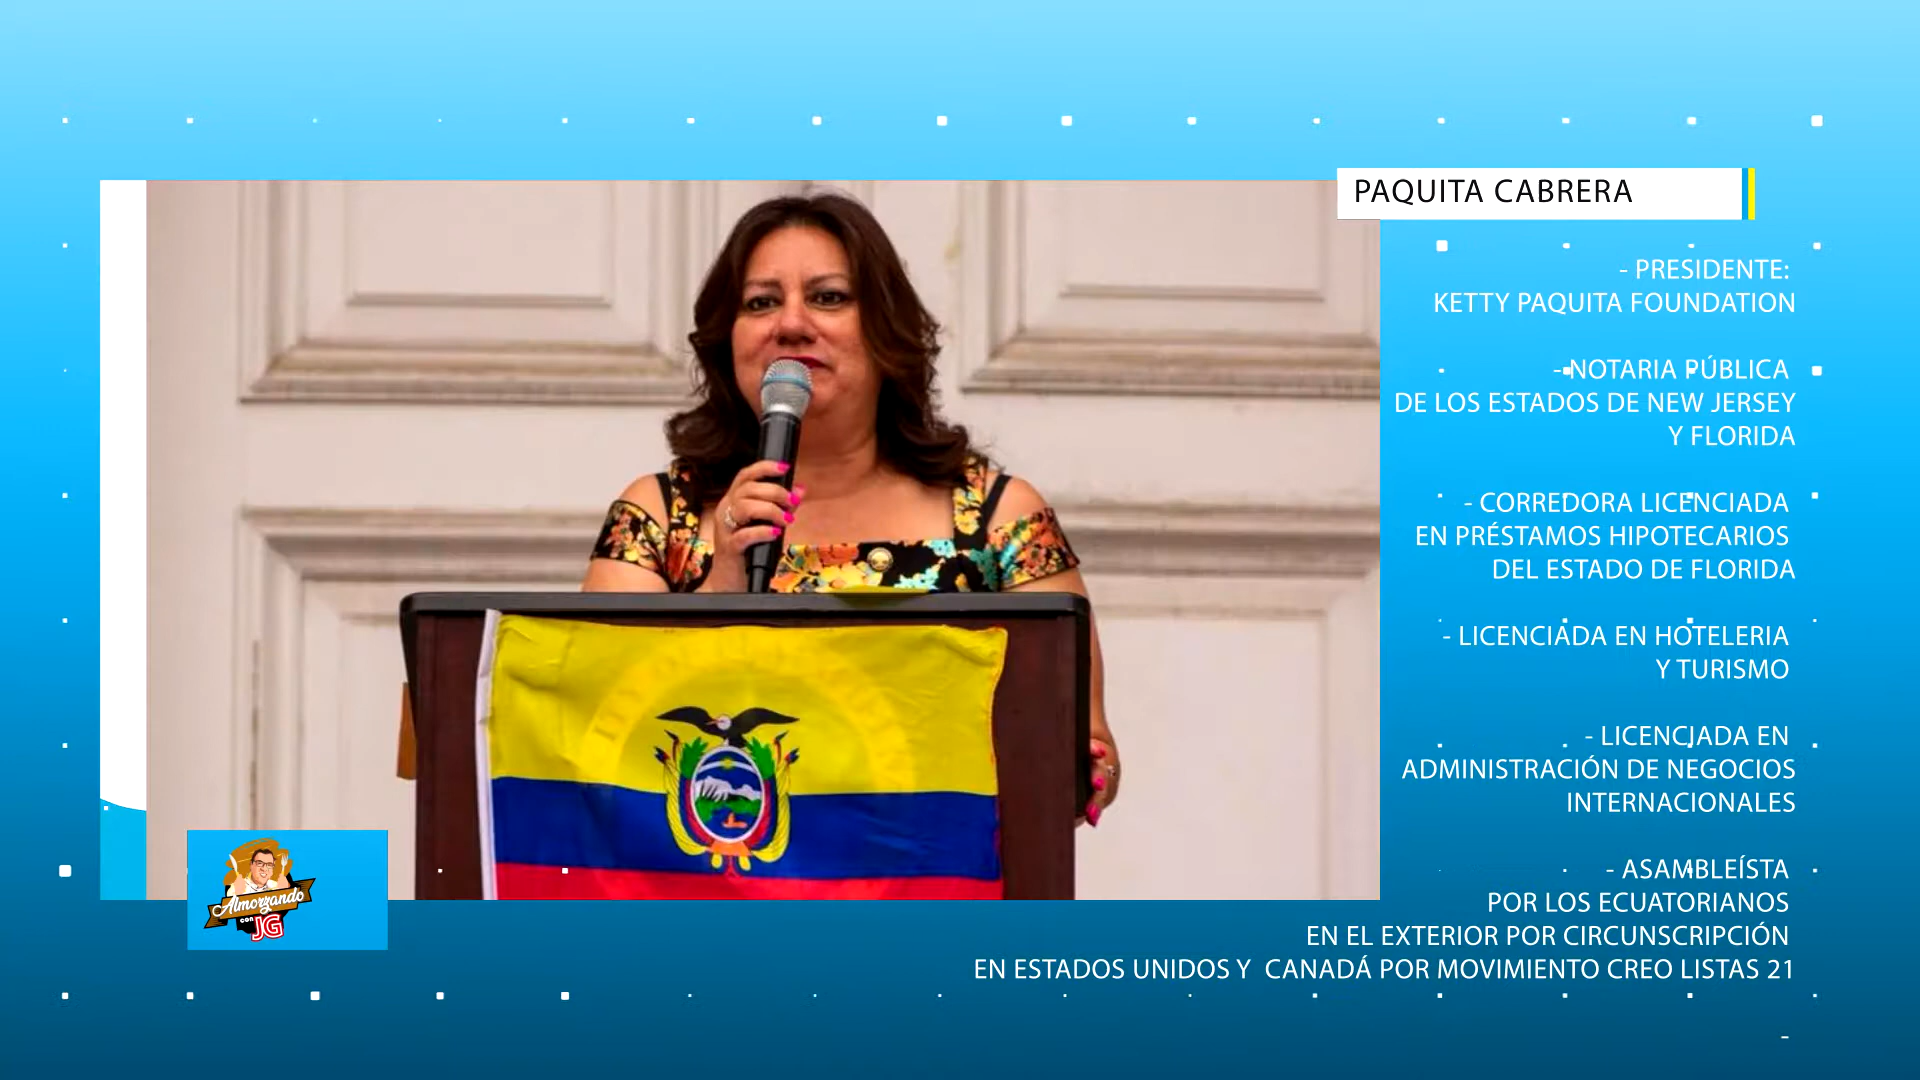 PAQUITA CABRERA
- PRESIDENTE:
KETTY PAQUITA FOUNDATION
- NOTARIA PÚBLICA
DE LOS ESTADOS DE NEW JERSEY
Y FLORIDA
- CORREDORA LICENCIADA
EN PRÉSTAMOS HIPOTECARIOS
DEL ESTADO DE FLORIDA
- LICENCIADA EN HOTELERIA
Y TURISMO
- LICENCIADA EN
ADMINISTRACIÓN DE NEGOCIOS
INTERNACIONALES
- ASAMBLEÍSTA
POR LOS ECUATORIANOS
EN EL EXTERIOR POR CIRCUNSCRIPCIÓN
EN ESTADOS UNIDOS Y CANADÁ POR MOVIMIENTO CREO LISTAS 21
-
Almorzando
con
JG